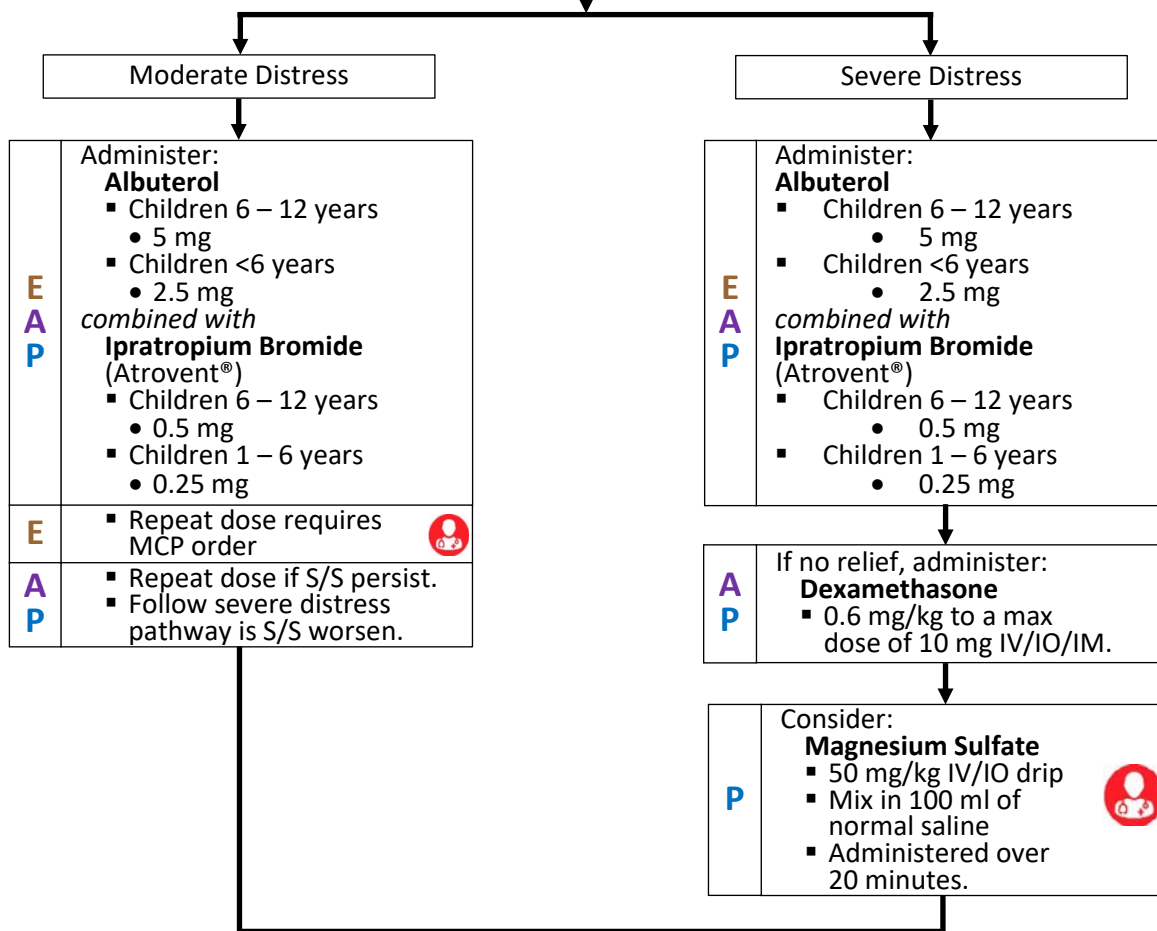 Moderate Distress
Administer:
Albuterol
▪ Children 6 – 12 years
• 5 mg
▪ Children <6 years
• 2.5 mg
combined with
Ipratropium Bromide
(Atrovent®)
▪ Children 6 – 12 years
• 0.5 mg
▪ Children 1 – 6 years
• 0.25 mg
E
A
P
E
▪ Repeat dose requires
MCP order
A
P
▪ Repeat dose if S/S persist.
▪ Follow severe distress
pathway is S/S worsen.
Severe Distress
Administer:
Albuterol
▪ Children 6 – 12 years
• 5 mg
▪ Children <6 years
• 2.5 mg
combined with
Ipratropium Bromide
(Atrovent®)
▪ Children 6 – 12 years
• 0.5 mg
▪ Children 1 – 6 years
• 0.25 mg
E
A
P
A
P
If no relief, administer:
Dexamethasone
▪ 0.6 mg/kg to a max
dose of 10 mg IV/IO/IM.
P
Consider:
Magnesium Sulfate
▪ 50 mg/kg IV/IO drip
▪ Mix in 100 ml of
normal saline
▪ Administered over
20 minutes.